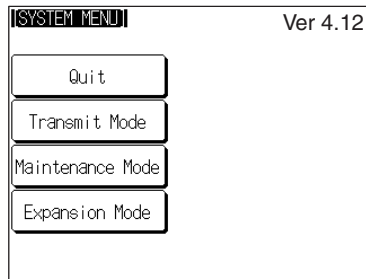 [SYSTEM MENU] Ver 4.12
Quit
Transmit Mode
Maintenance Mode
Expansion Mode